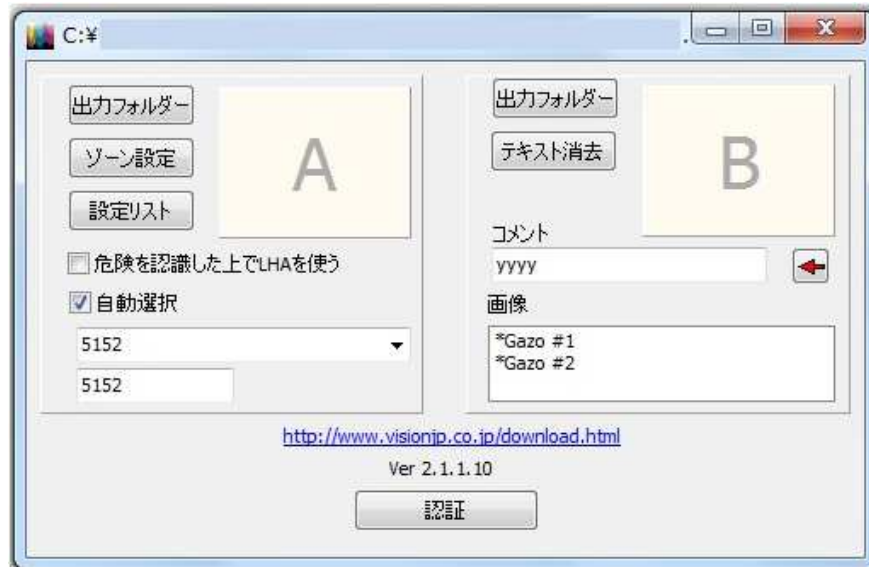 C:¥
出力フォルダー
ゾーン設定
設定リスト
A
危険を認識した上でLHAを使う
自動選択
5152
5152
出力フォルダー
テキスト消去
B
コメント
yyyy
画像
*Gazo #1
*Gazo #2
http://www.visionjp.co.jp/download.html
Ver 2.1.1.10
認証